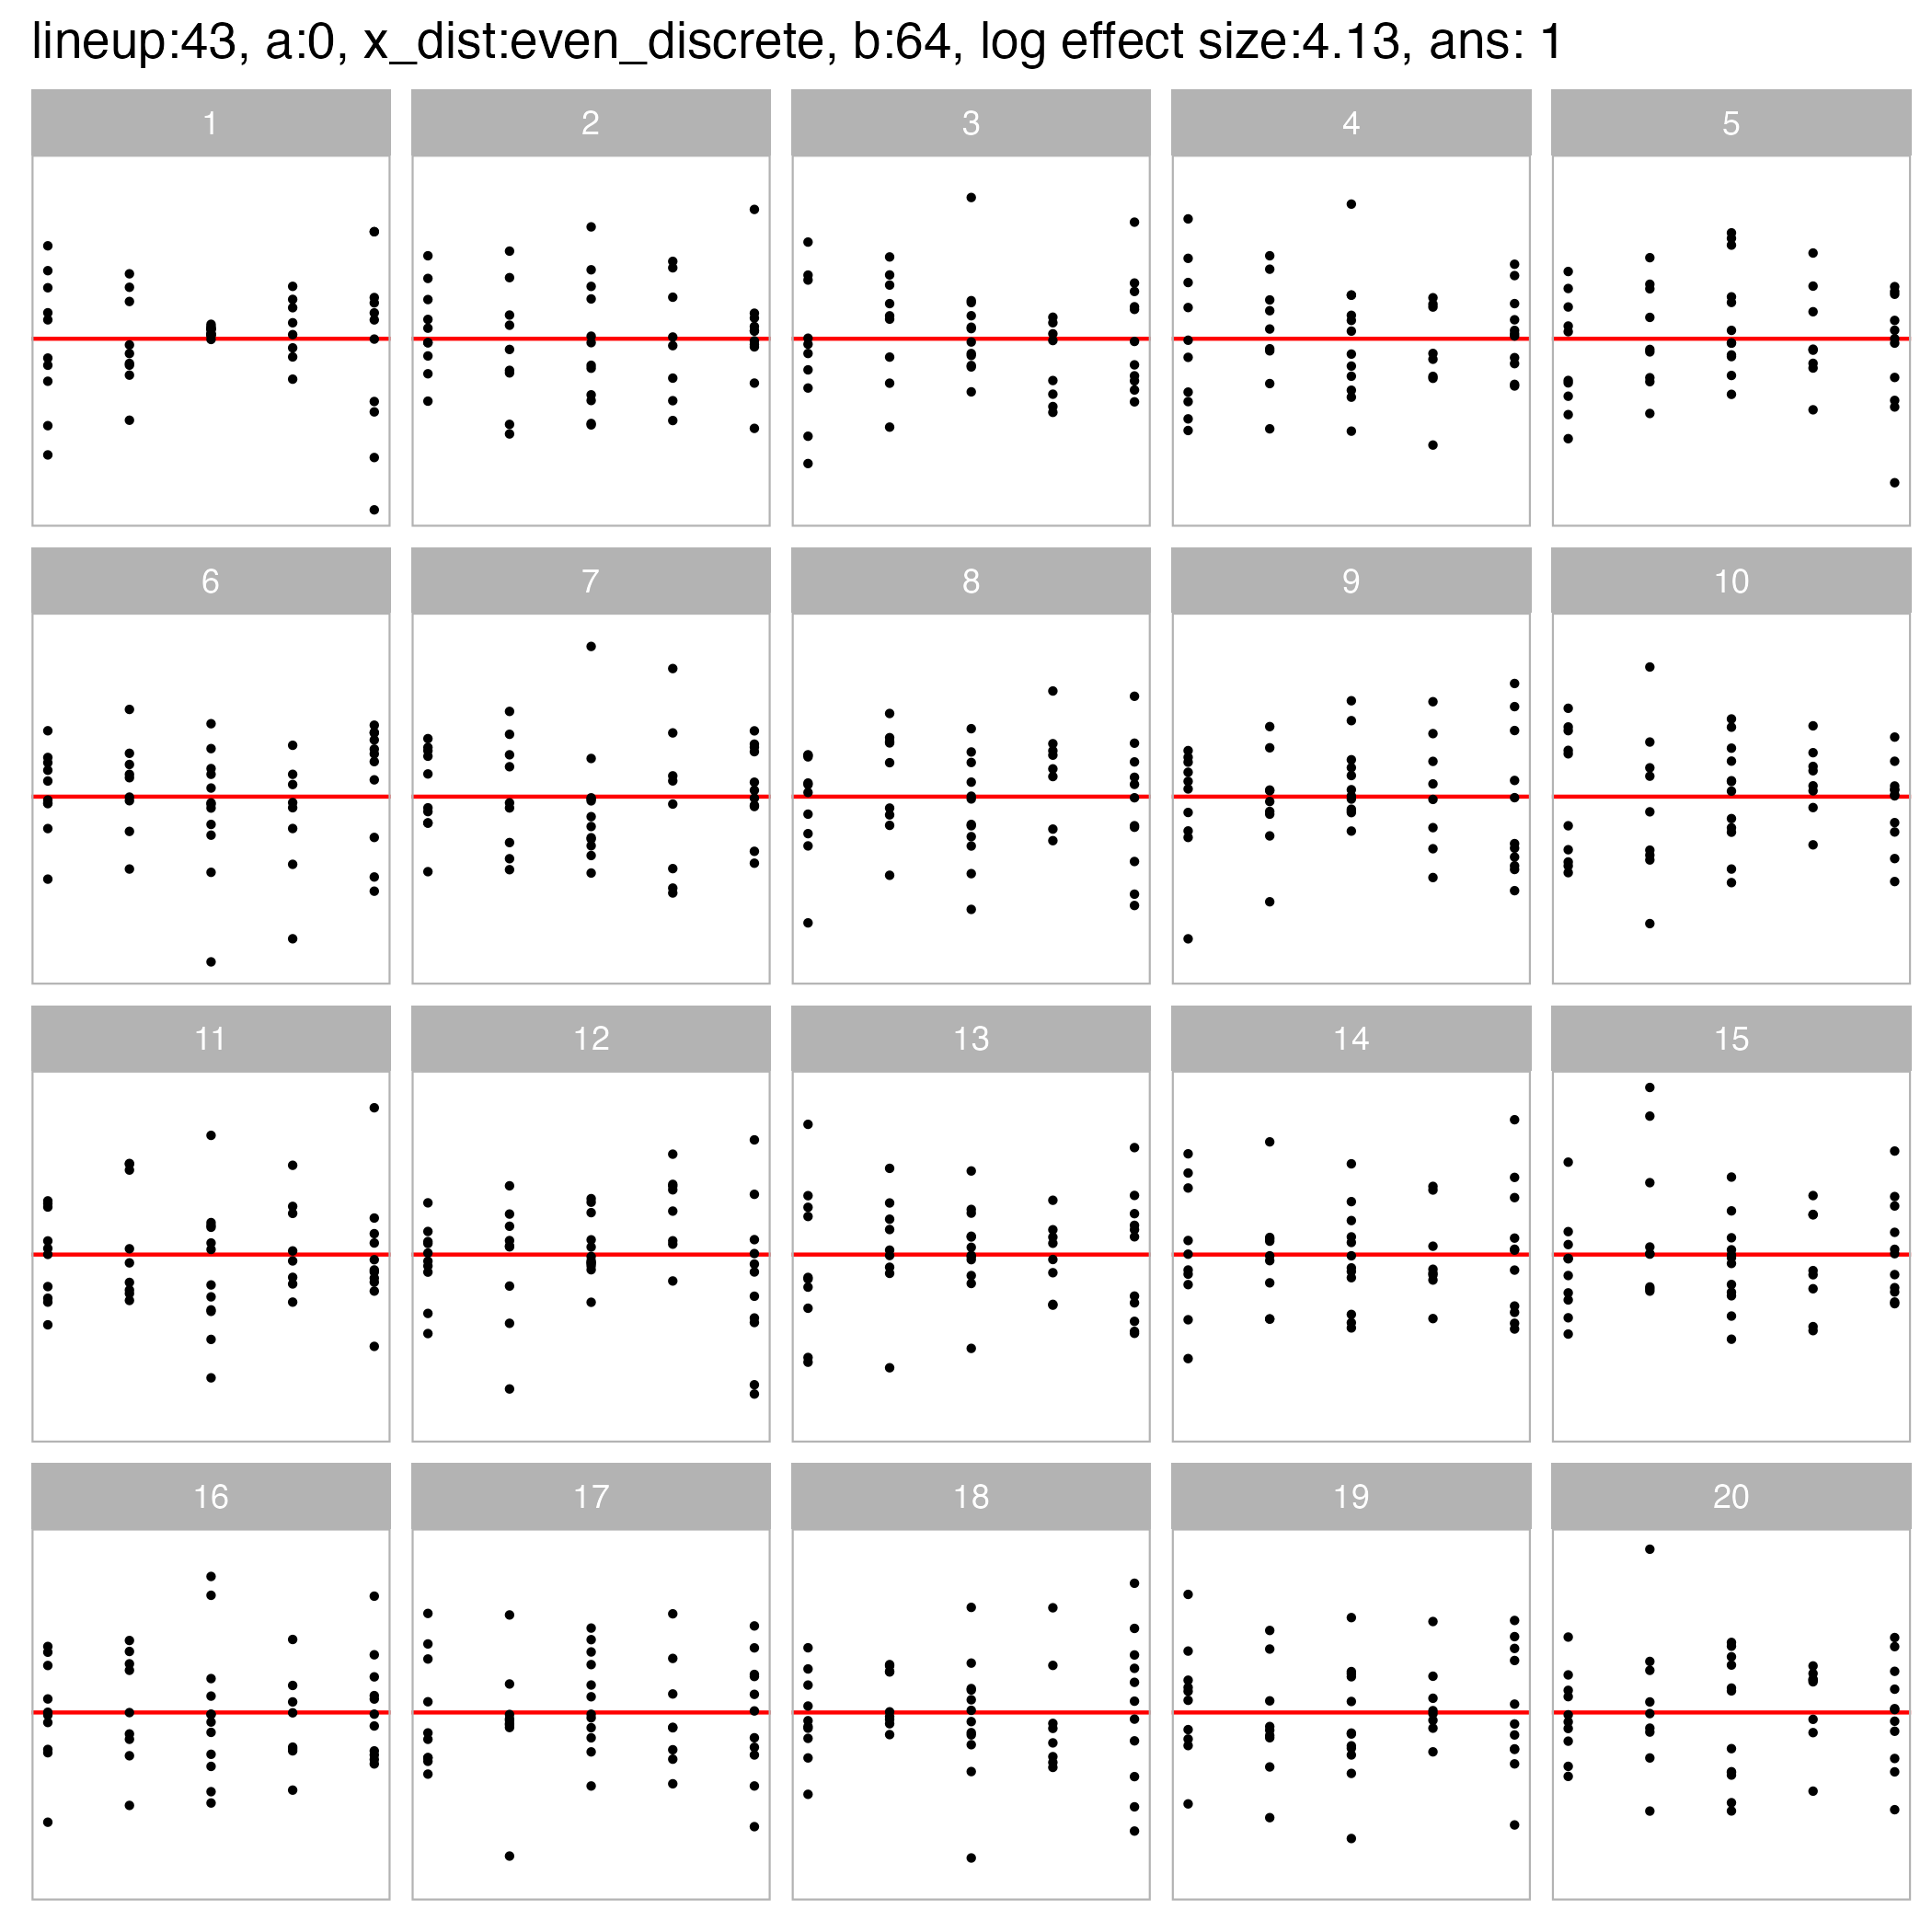 lineup:43, a:0, x_dist:even_discrete, b:64, log effect size:4.13, ans: 1
1 2 3 4 5
6 7 8 9 10
11 12 13 14 15
16 17 18 19 20